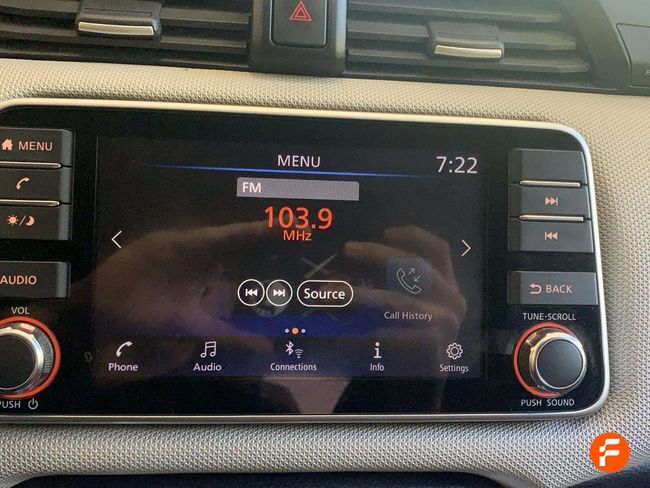 MENU
MENU
7:22
FM
103.9
MHz
Source
Call History
Phone
Audio
Connections
Info
Settings
AUDIO
VOL
PUSH
BACK
TUNE-SCROLL
PUSH SOUND